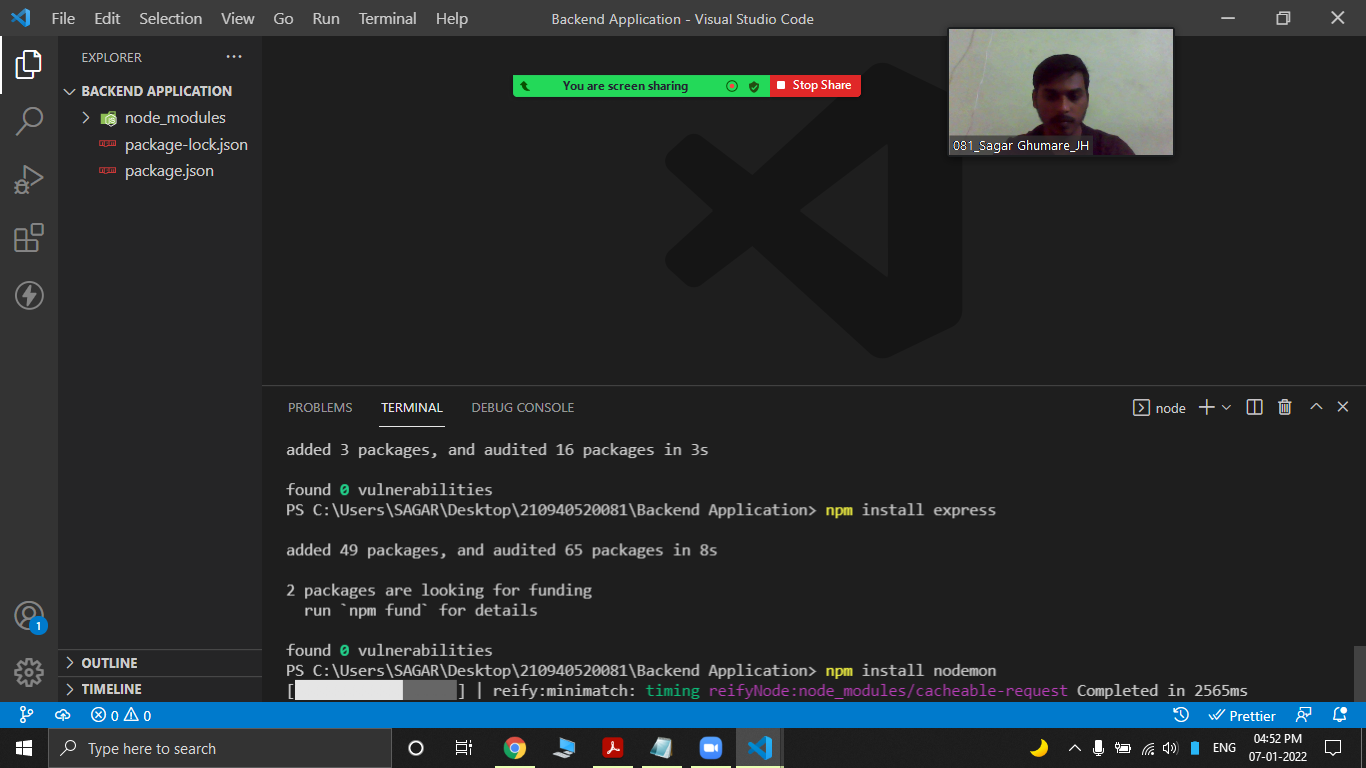 File Edit Selection View Go Run Terminal Help
Backend Application - Visual Studio Code
EXPLORER
BACKEND APPLICATION
node_modules
package-lock.json
package.json
You are screen sharing
Stop Share
081_Sagar Ghumare_JH
PROBLEMS TERMINAL DEBUG CONSOLE
node
added 3 packages, and audited 16 packages in 3s
found 0 vulnerabilities
PS C:\Users\SAGAR\Desktop\210940520081\Backend Application> npm install express
added 49 packages, and audited 65 packages in 8s
2 packages are looking for funding
run `npm fund` for details
found 0 vulnerabilities
PS C:\Users\SAGAR\Desktop\210940520081\Backend Application> npm install nodemon
[ ] | reify:minimatch: timing reifyNode:node_modules/cacheable-request Completed in 2565ms
1
OUTLINE
TIMELINE
0 0
Prettier
Type here to search
ENG
04:52 PM
07-01-2022